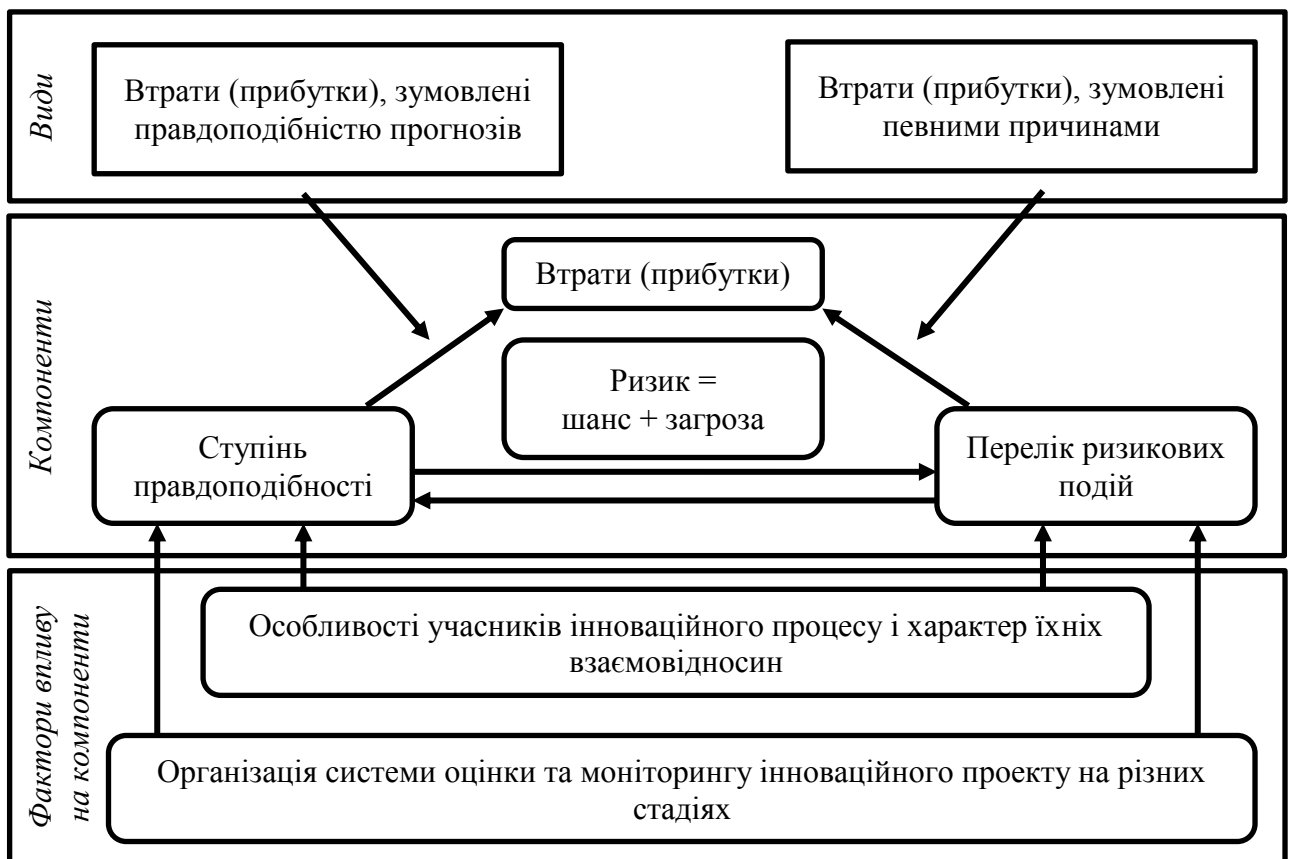 Види
Втрати (прибутки), зумовлені
правдоподібністю прогнозів
Втрати (прибутки), зумовлені
певними причинами
Компоненти
Втрати (прибутки)
Ризик =
шанс + загроза
Ступінь
правдоподібності
Перелік ризикових
подій
Фактори впливу
на компоненти
Особливості учасників інноваційного процесу і характер їхніх
взаємовідносин
Організація системи оцінки та моніторингу інноваційного проекту на різних
стадіях